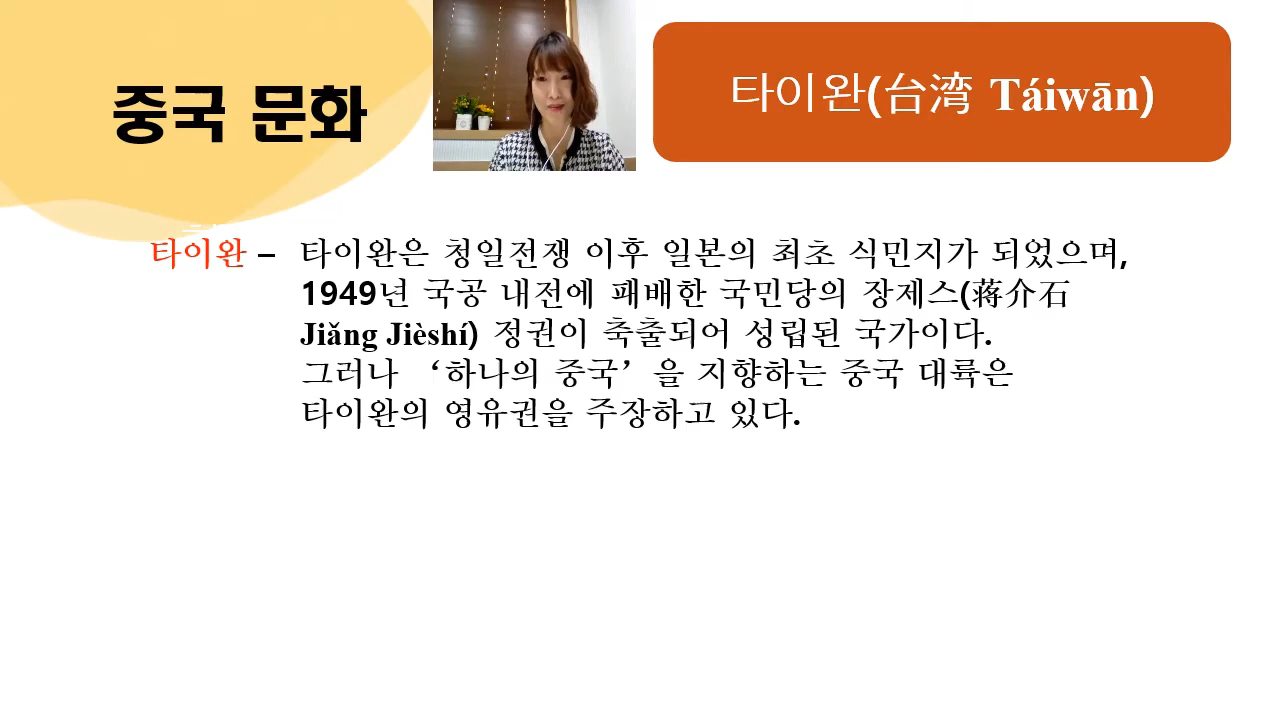 중국 문화
타이완(台湾 Táiwān)
타이완 – 타이완은 청일전쟁 이후 일본의 최초 식민지가 되었으며,
1949년 국공 내전에 패배한 국민당의 장제스(蒋介石
Jiǎng Jièshí) 정권이 축출되어 성립된 국가이다.
그러나 ‘하나의 중국’을 지향하는 중국 대륙은
타이완의 영유권을 주장하고 있다.